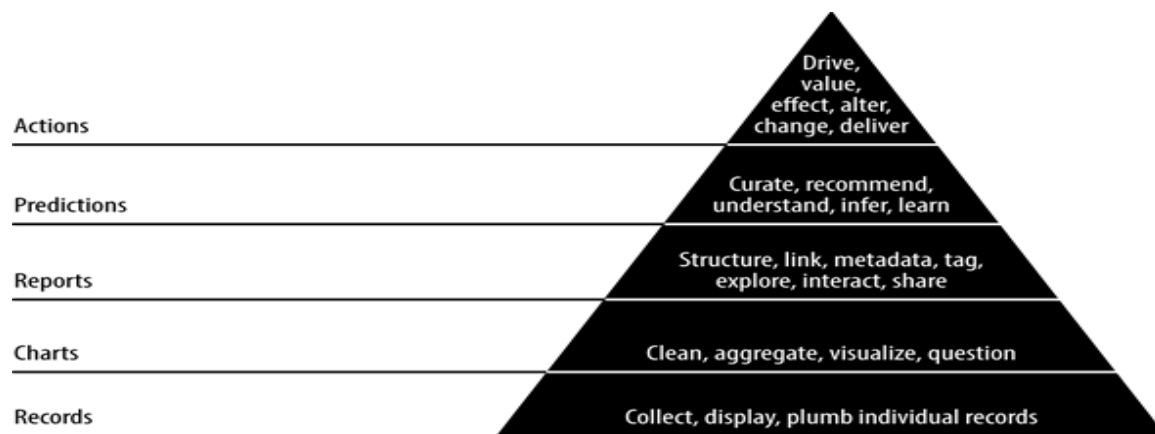 Drive,
value,
effect, alter,
change, deliver
Actions
Curate, recommend,
understand, infer, learn
Predictions
Structure, link, metadata, tag,
explore, interact, share
Reports
Clean, aggregate, visualize, question
Charts
Collect, display, plumb individual records
Records